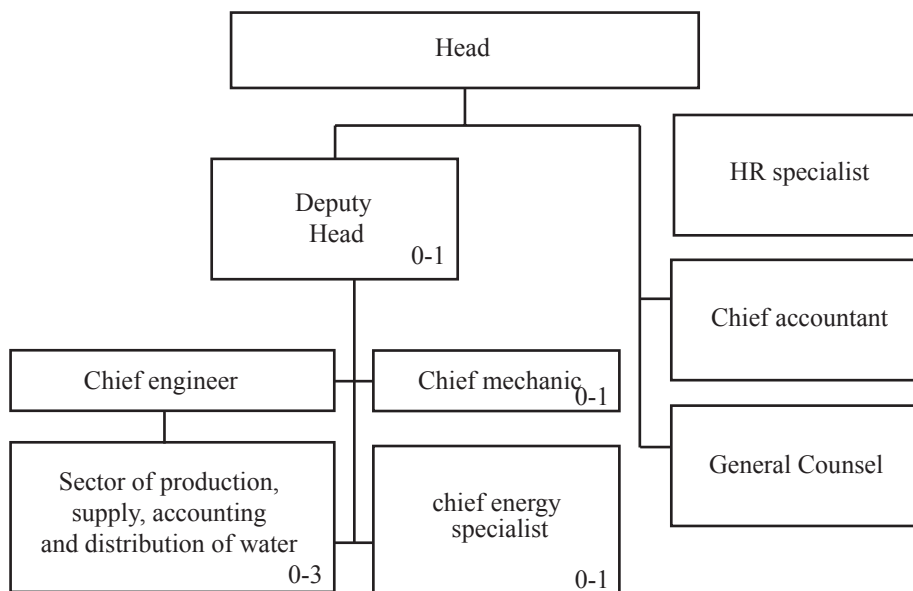 Head
HR specialist
Deputy
Head
0-1
Chief accountant
Chief engineer
Chief mechanic
0-1
General Counsel
Sector of production,
supply, accounting
and distribution of water
0-3
chief energy
specialist
0-1